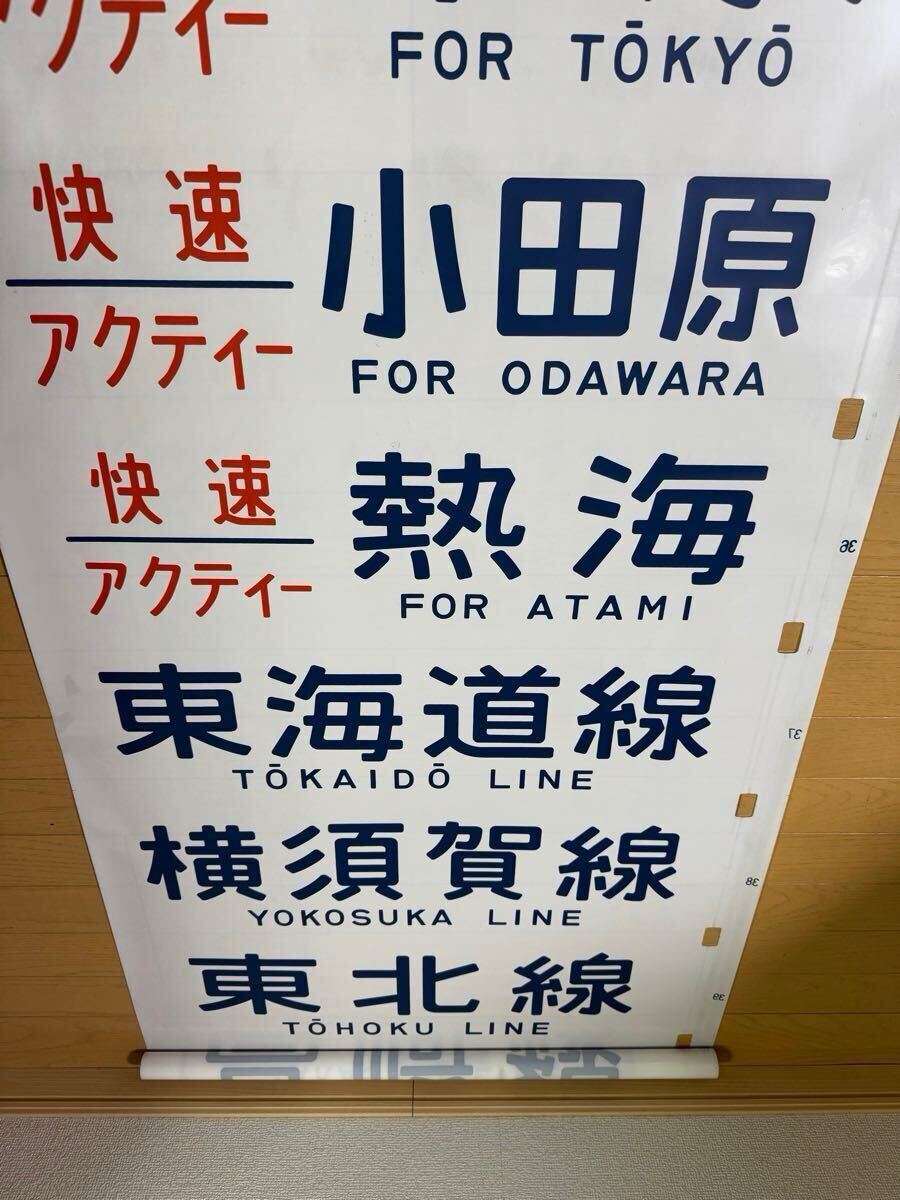 アクティー
FOR TŌKYŌ
快速 小田原
アクティー
FOR ODAWARA
快速 熱海
アクティー
FOR ATAMI
36
東海道線
TŌKAIDŌ LINE
37
横須賀線
YOKOSUKA LINE
38
東北線
TŌHOKU LINE
39